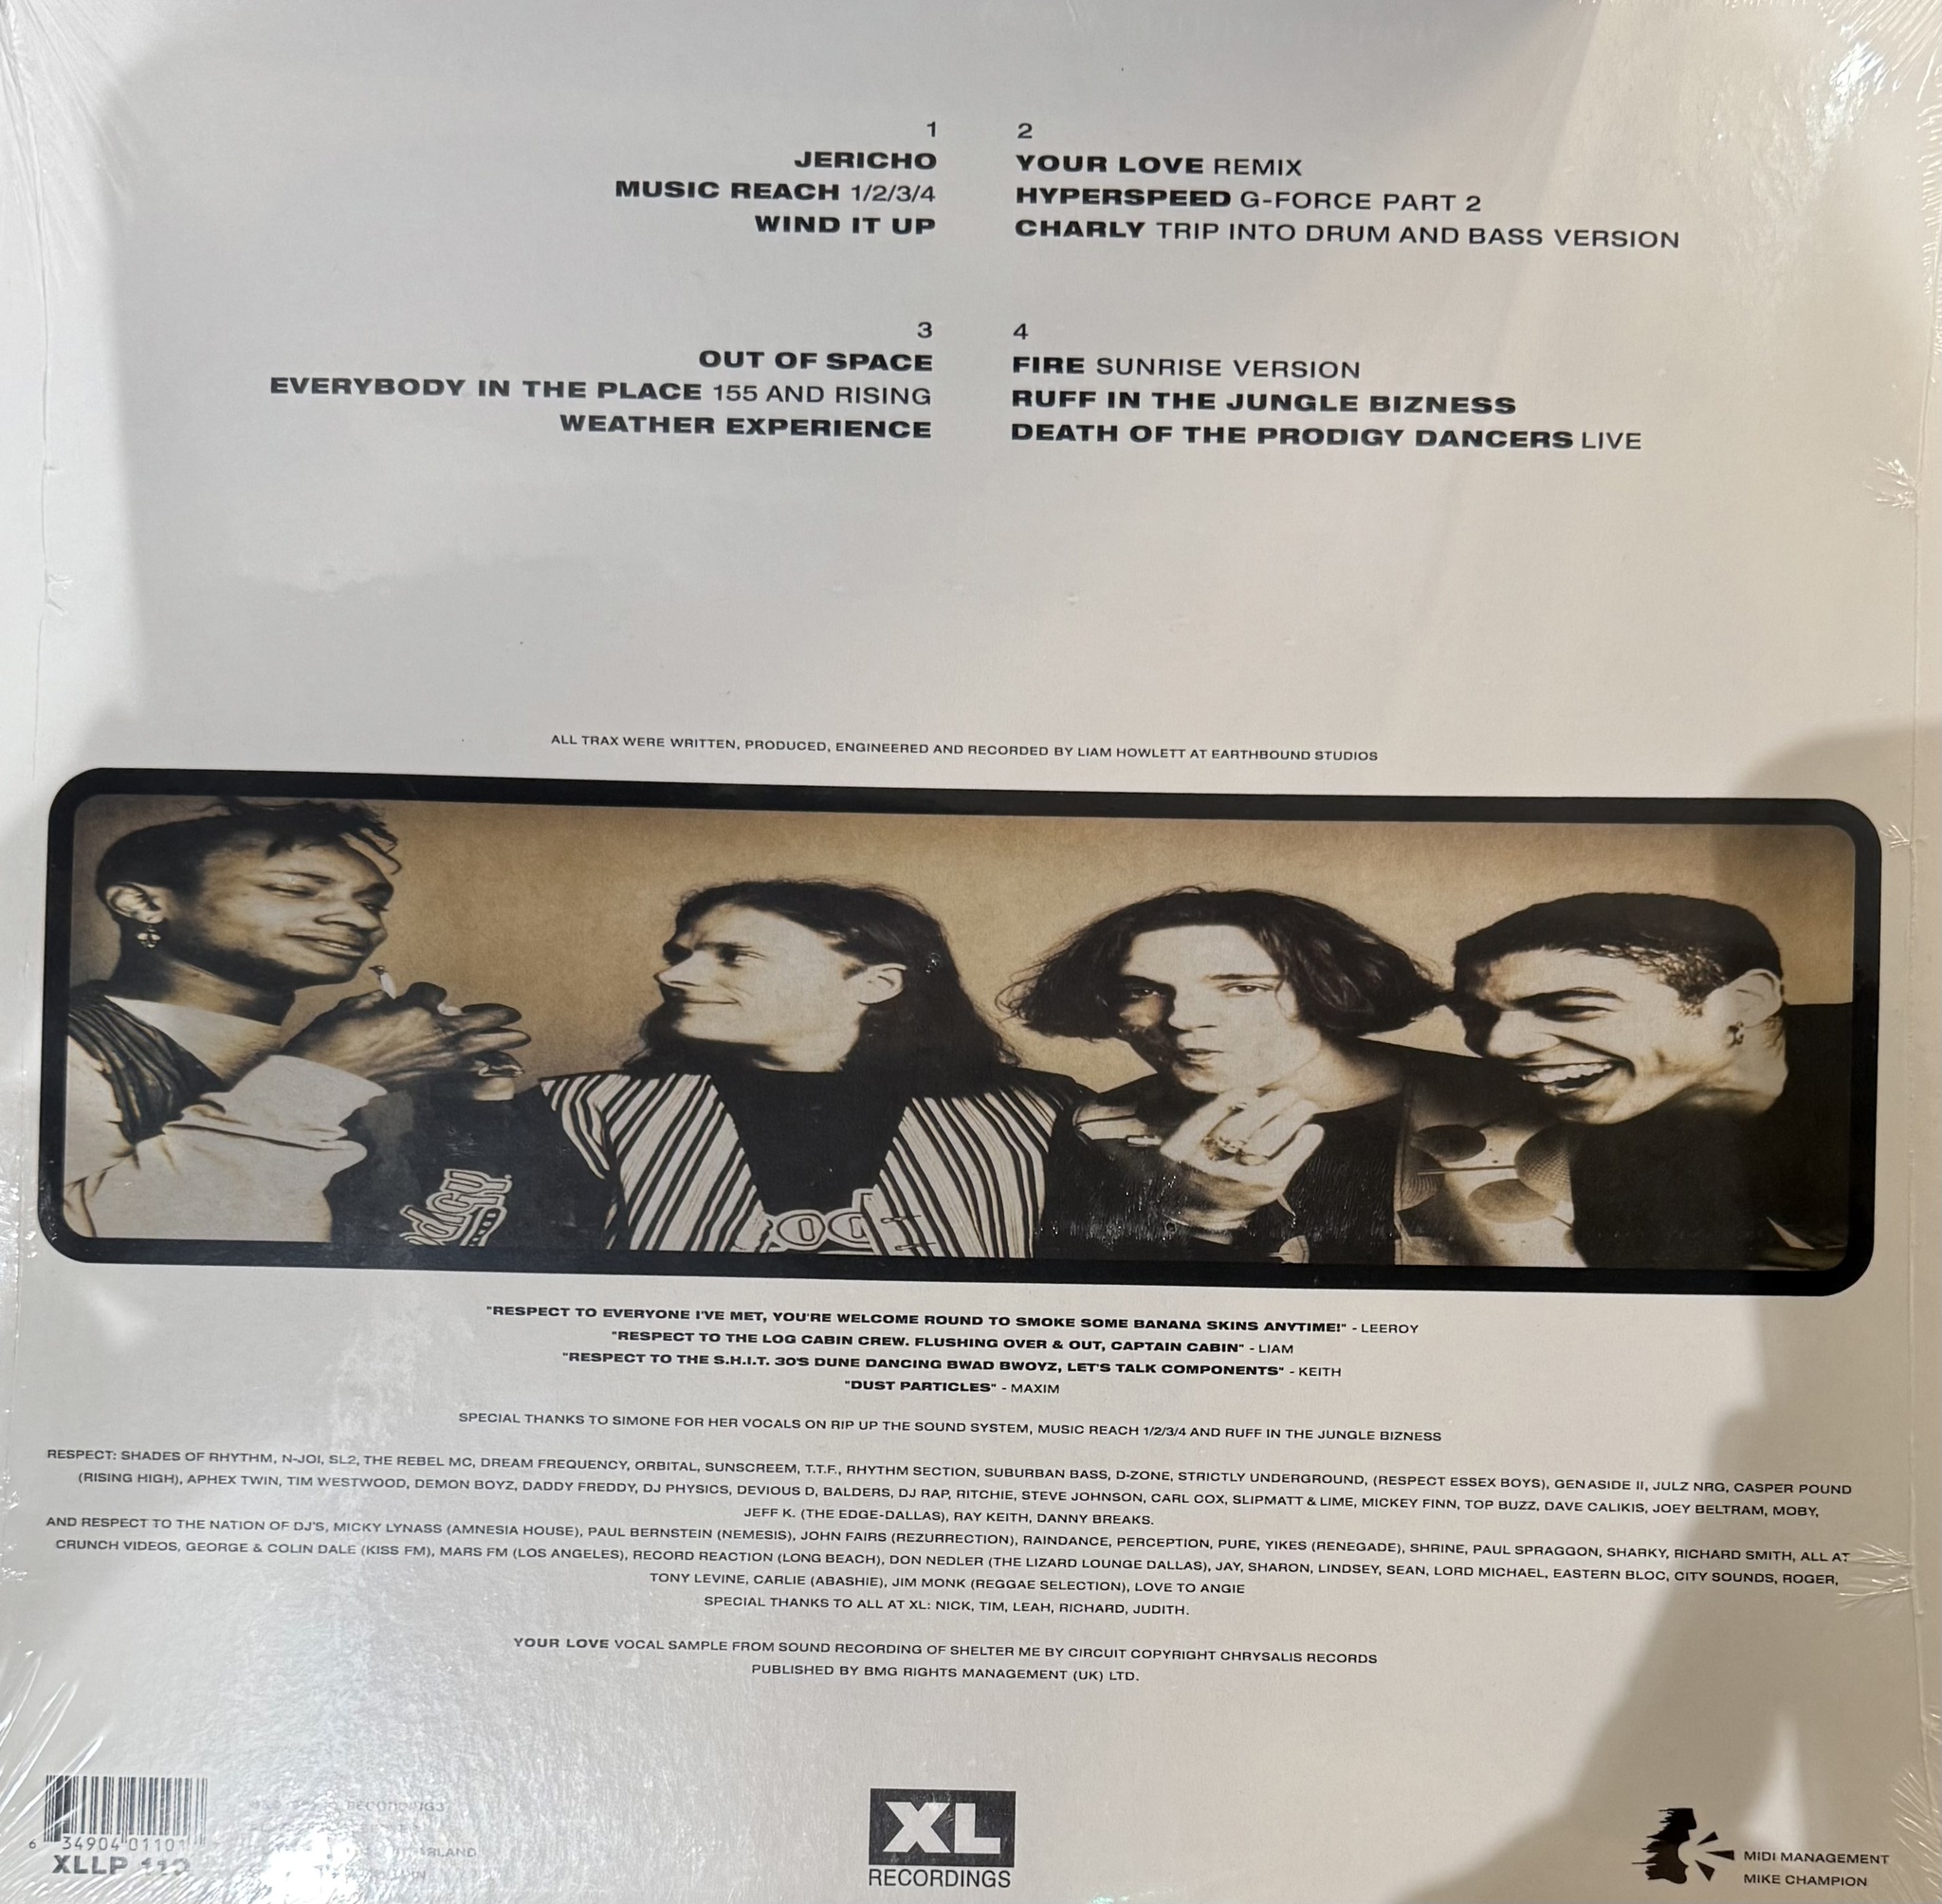 1
JERICHO
MUSIC REACH 1/2/3/4
WIND IT UP
2
YOUR LOVE REMIX
HYPERSPEED G-FORCE PART 2
CHARLY TRIP INTO DRUM AND BASS VERSION
3
OUT OF SPACE
EVERYBODY IN THE PLACE 155 AND RISING
WEATHER EXPERIENCE
4
FIRE SUNRISE VERSION
RUFF IN THE JUNGLE BIZNESS
DEATH OF THE PRODIGY DANCERS LIVE
ALL TRAX WERE WRITTEN, PRODUCED, ENGINEERED AND RECORDED BY LIAM HOWLETT AT EARTHBOUND STUDIOS
"RESPECT TO EVERYONE I'VE MET, YOU'RE WELCOME ROUND TO SMOKE SOME BANANA SKINS ANYTIME!" - LEEROY
"RESPECT TO THE LOG CABIN CREW. FLUSHING OVER & OUT, CAPTAIN CABIN" - LIAM
"RESPECT TO THE S.H.I.T. 30'S DUNE DANCING BWAD BWOYZ, LET'S TALK COMPONENTS" - KEITH
"DUST PARTICLES" - MAXIM
SPECIAL THANKS TO SIMONE FOR HER VOCALS ON RIP UP THE SOUND SYSTEM, MUSIC REACH 1/2/3/4 AND RUFF IN THE JUNGLE BIZNESS
RESPECT: SHADES OF RHYTHM, N-JOI, SL2, THE REBEL MC, DREAM FREQUENCY, ORBITAL, SUNSCREEM, T.T.F., RHYTHM SECTION, SUBURBAN BASS, D-ZONE, STRICTLY UNDERGROUND, (RESPECT ESSEX BOYS), GENASIDE II, JULZ NRG, CASPER POUND
(RISING HIGH), APHEX TWIN, TIM WESTWOOD, DEMON BOYZ, DADDY FREDDY, DJ PHYSICS, DEVIOUS D, BALDERS, DJ RAP, RITCHIE, STEVE JOHNSON, CARL COX, SLIPMATT & LIME, MICKEY FINN, TOP BUZZ, DAVE CALIKIS, JOEY BELTRAM, MOBY,
JEFF K. (THE EDGE-DALLAS), RAY KEITH, DANNY BREAKS.
AND RESPECT TO THE NATION OF DJ'S, MICKY LYNASS (AMNESIA HOUSE), PAUL BERNSTEIN (NEMESIS), JOHN FAIRS (REZURRECTION), RAINDANCE, PERCEPTION, PURE, YIKES (RENEGADE), SHRINE, PAUL SPRAGGON, SHARKY, RICHARD SMITH, ALL AT
CRUNCH VIDEOS, GEORGE & COLIN DALE (KISS FM), MARS FM (LOS ANGELES), RECORD REACTION (LONG BEACH), DON NEDLER (THE LIZARD LOUNGE DALLAS), JAY, SHARON, LINDSEY, SEAN, LORD MICHAEL, EASTERN BLOC, CITY SOUNDS, ROGER,
TONY LEVINE, CARLIE (ABASHIE), JIM MONK (REGGAE SELECTION), LOVE TO ANGIE
SPECIAL THANKS TO ALL AT XL: NICK, TIM, LEAH, RICHARD, JUDITH.
YOUR LOVE VOCAL SAMPLE FROM SOUND RECORDING OF SHELTER ME BY CIRCUIT COPYRIGHT CHRYSALIS RECORDS
PUBLISHED BY BMG RIGHTS MANAGEMENT (UK) LTD.
6 34904 01101
XLLP
XL
RECORDINGS
MIDI MANAGEMENT
MIKE CHAMPION